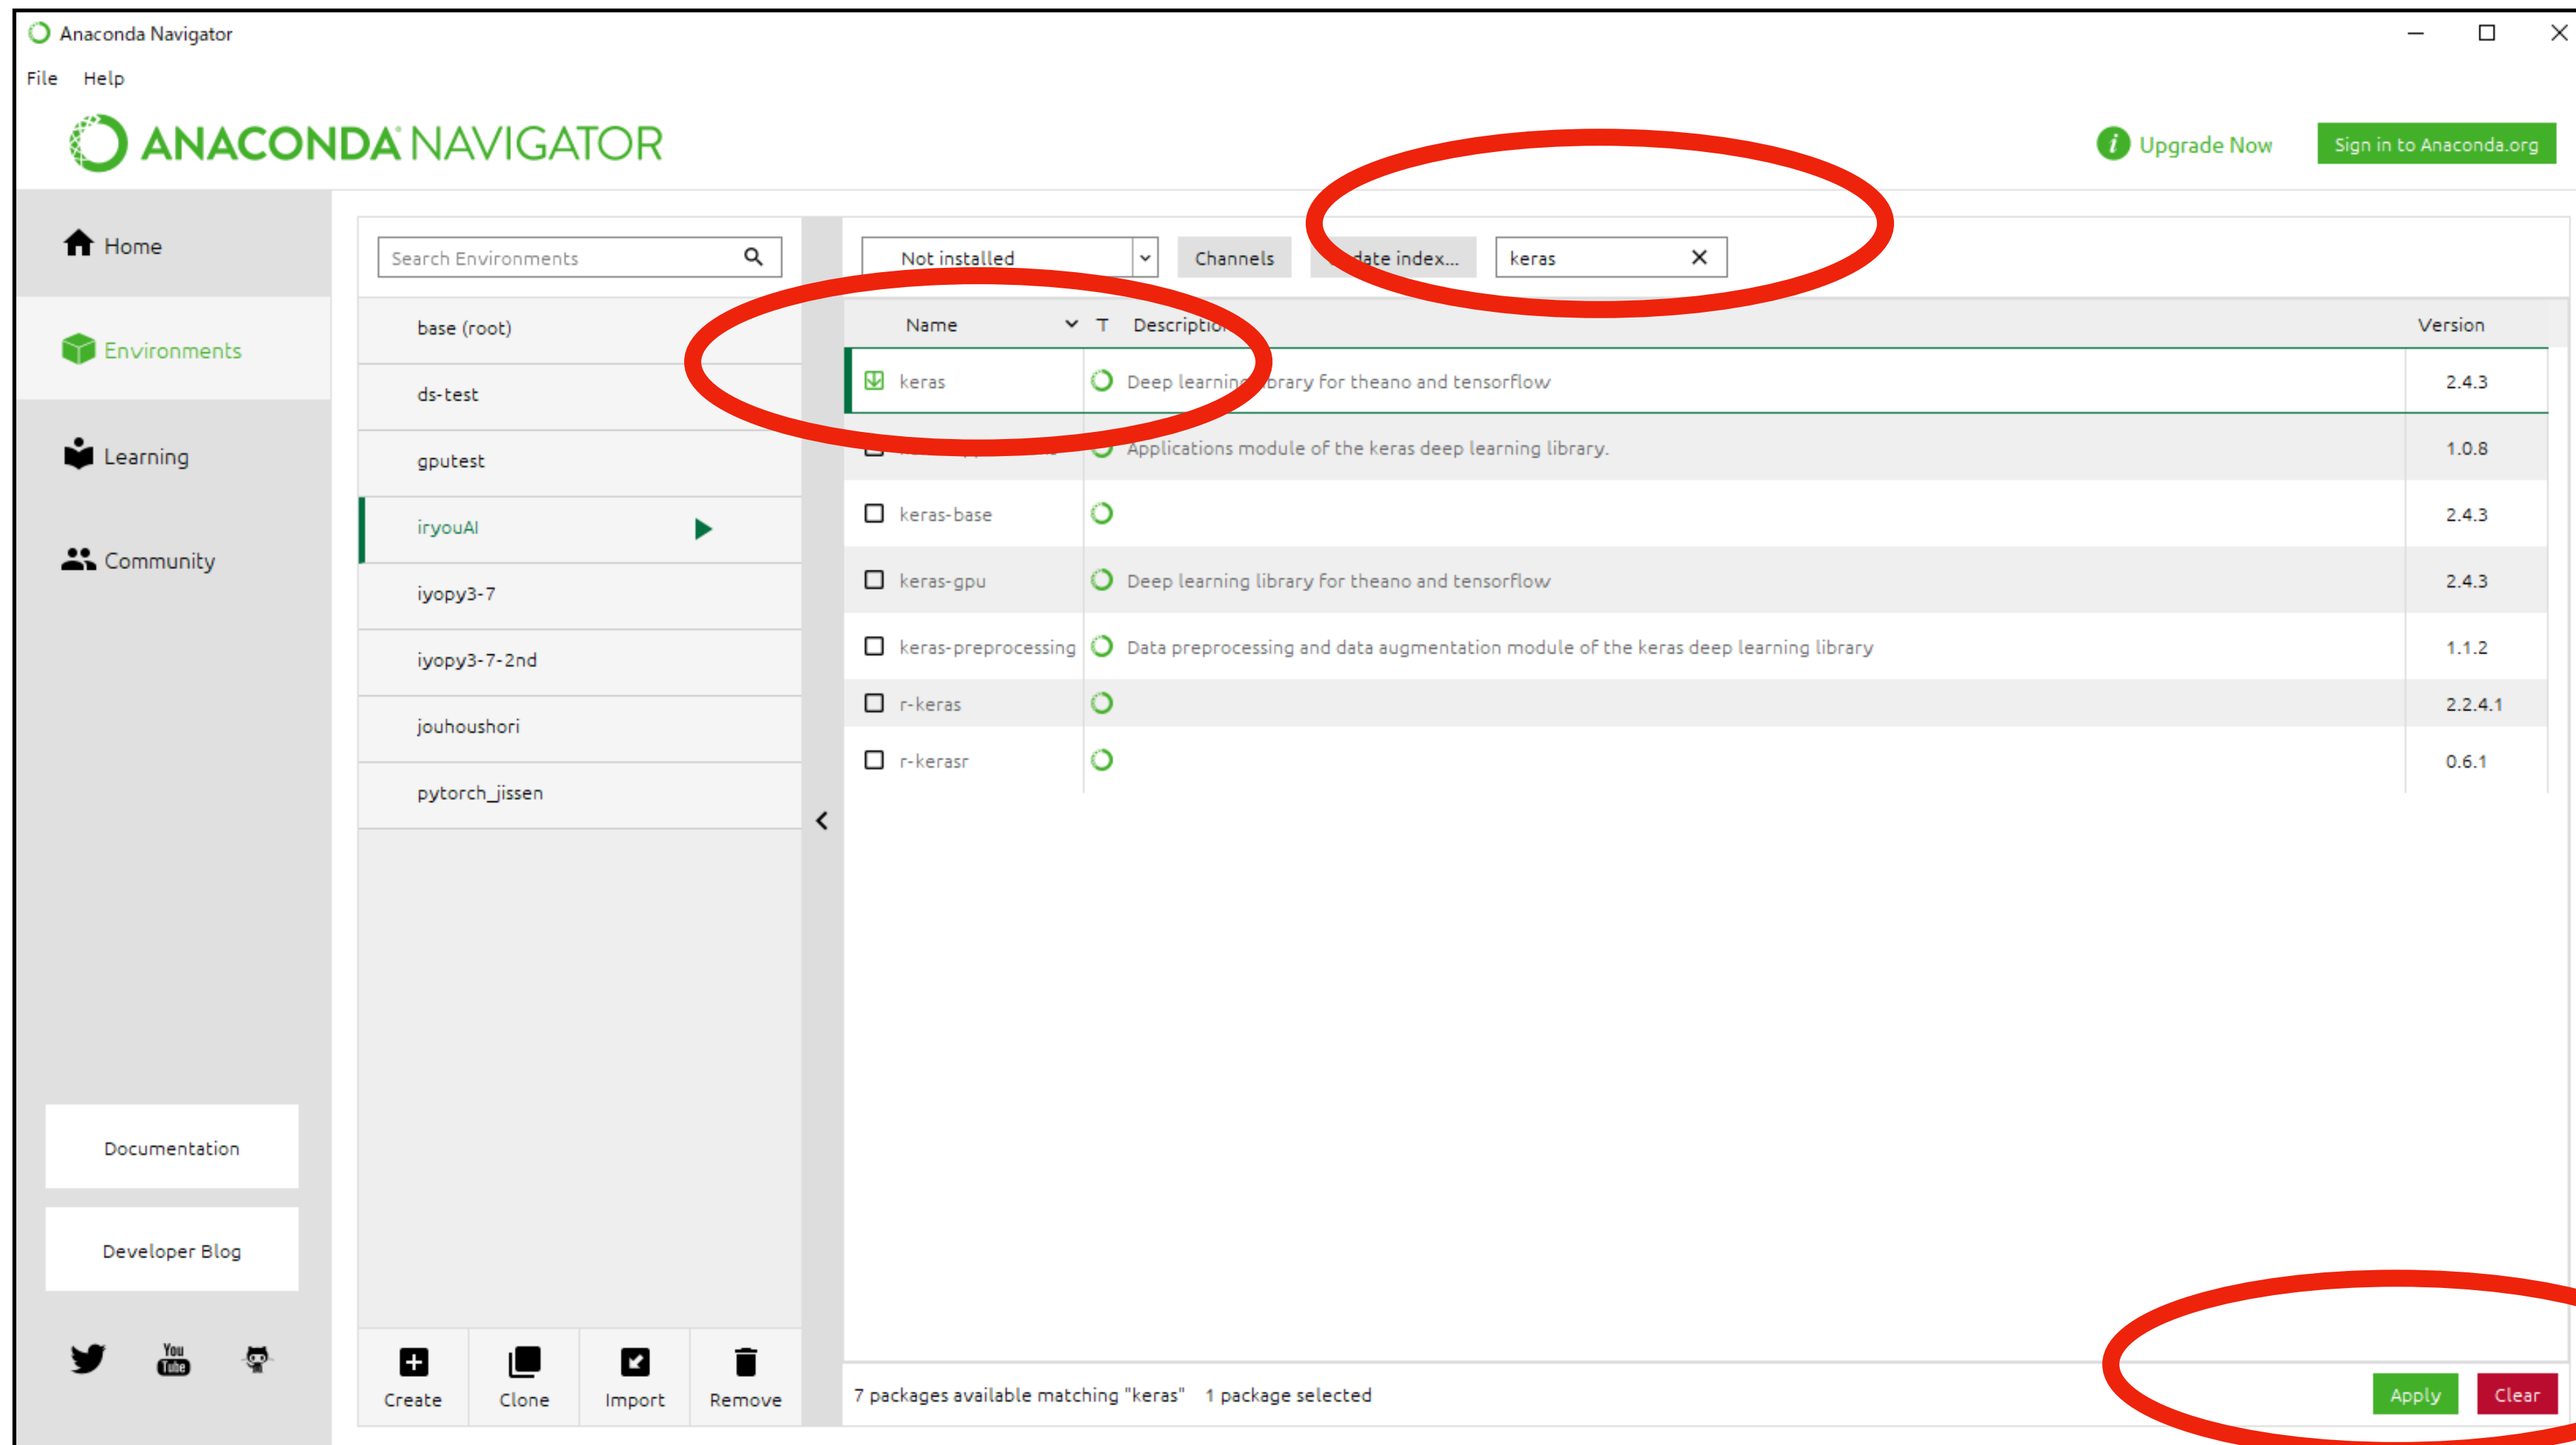 Anaconda Navigator
File Help
ANACONDA NAVIGATOR
Upgrade Now
Sign in to Anaconda.org
Home
Environments
Learning
Community
Documentation
Developer Blog
You
Tube
Search Environments
base (root)
ds-test
gputest
iryouAI
iyopy3-7
iyopy3-7-2nd
jouhoushori
pytorch_jissen
Create Clone Import Remove
Not installed Channels index... keras
Name T Description Version
keras Deep learning library for theano and tensorflow 2.4.3
Applications module of the keras deep learning library. 1.0.8
keras-base 2.4.3
keras-gpu Deep learning library for theano and tensorflow 2.4.3
keras-preprocessing Data preprocessing and data augmentation module of the keras deep learning library 1.1.2
r-keras 2.2.4.1
r-kerasr 0.6.1
7 packages available matching "keras" 1 package selected
Apply Clear